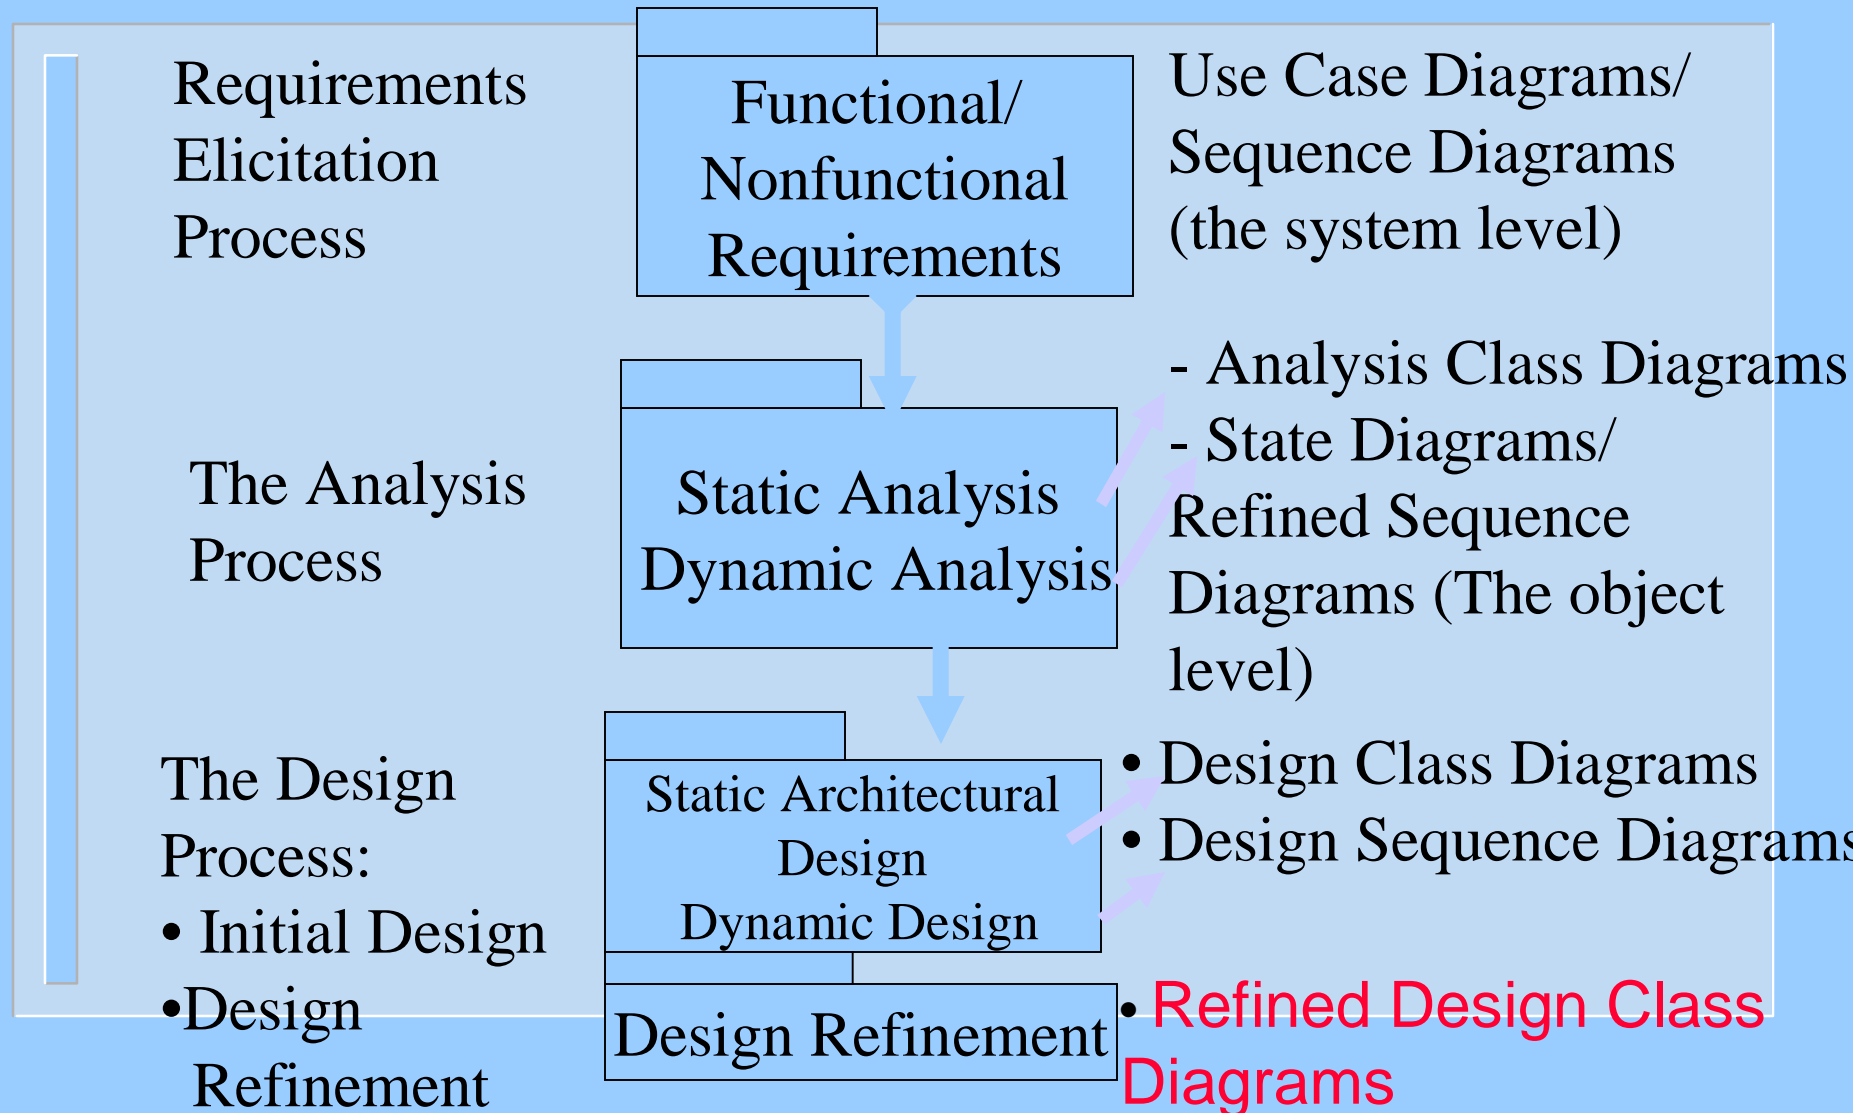 Requirements
Elicitation
Process
Functional/
Nonfunctional
Requirements
Use Case Diagrams/
Sequence Diagrams
(the system level)
The Analysis
Process
Static Analysis
Dynamic Analysis
- Analysis Class Diagrams
- State Diagrams/
Refined Sequence
Diagrams (The object
level)
The Design
Process:
• Initial Design
•Design
Refinement
Static Architectural
Design
Dynamic Design
• Design Class Diagrams
• Design Sequence Diagrams
Design Refinement
• Refined Design Class
Diagrams